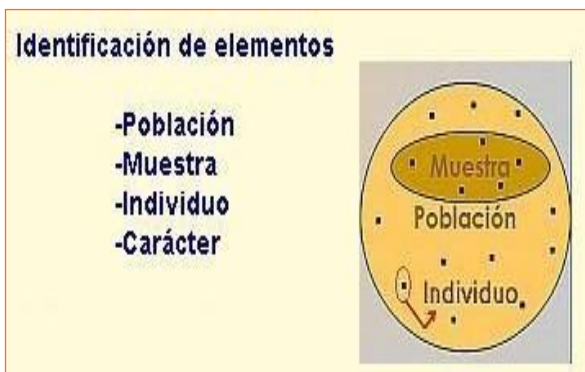 Identificación de elementos
-Población
-Muestra
-Individuo
-Carácter
Muestra
Población
Individuo